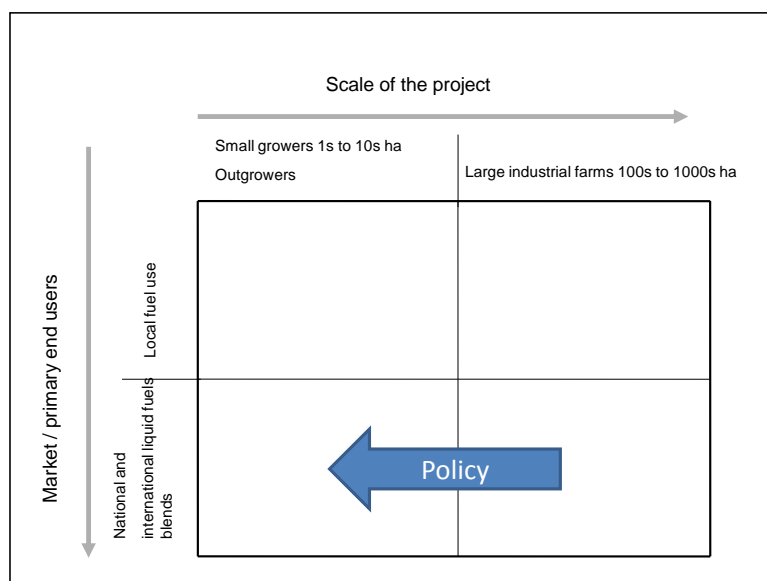 Scale of the project
Small growers 1s to 10s ha
Outgrowers
Large industrial farms 100s to 1000s ha
Market / primary end users
Local fuel use
National and
international liquid fuels
blends
Policy